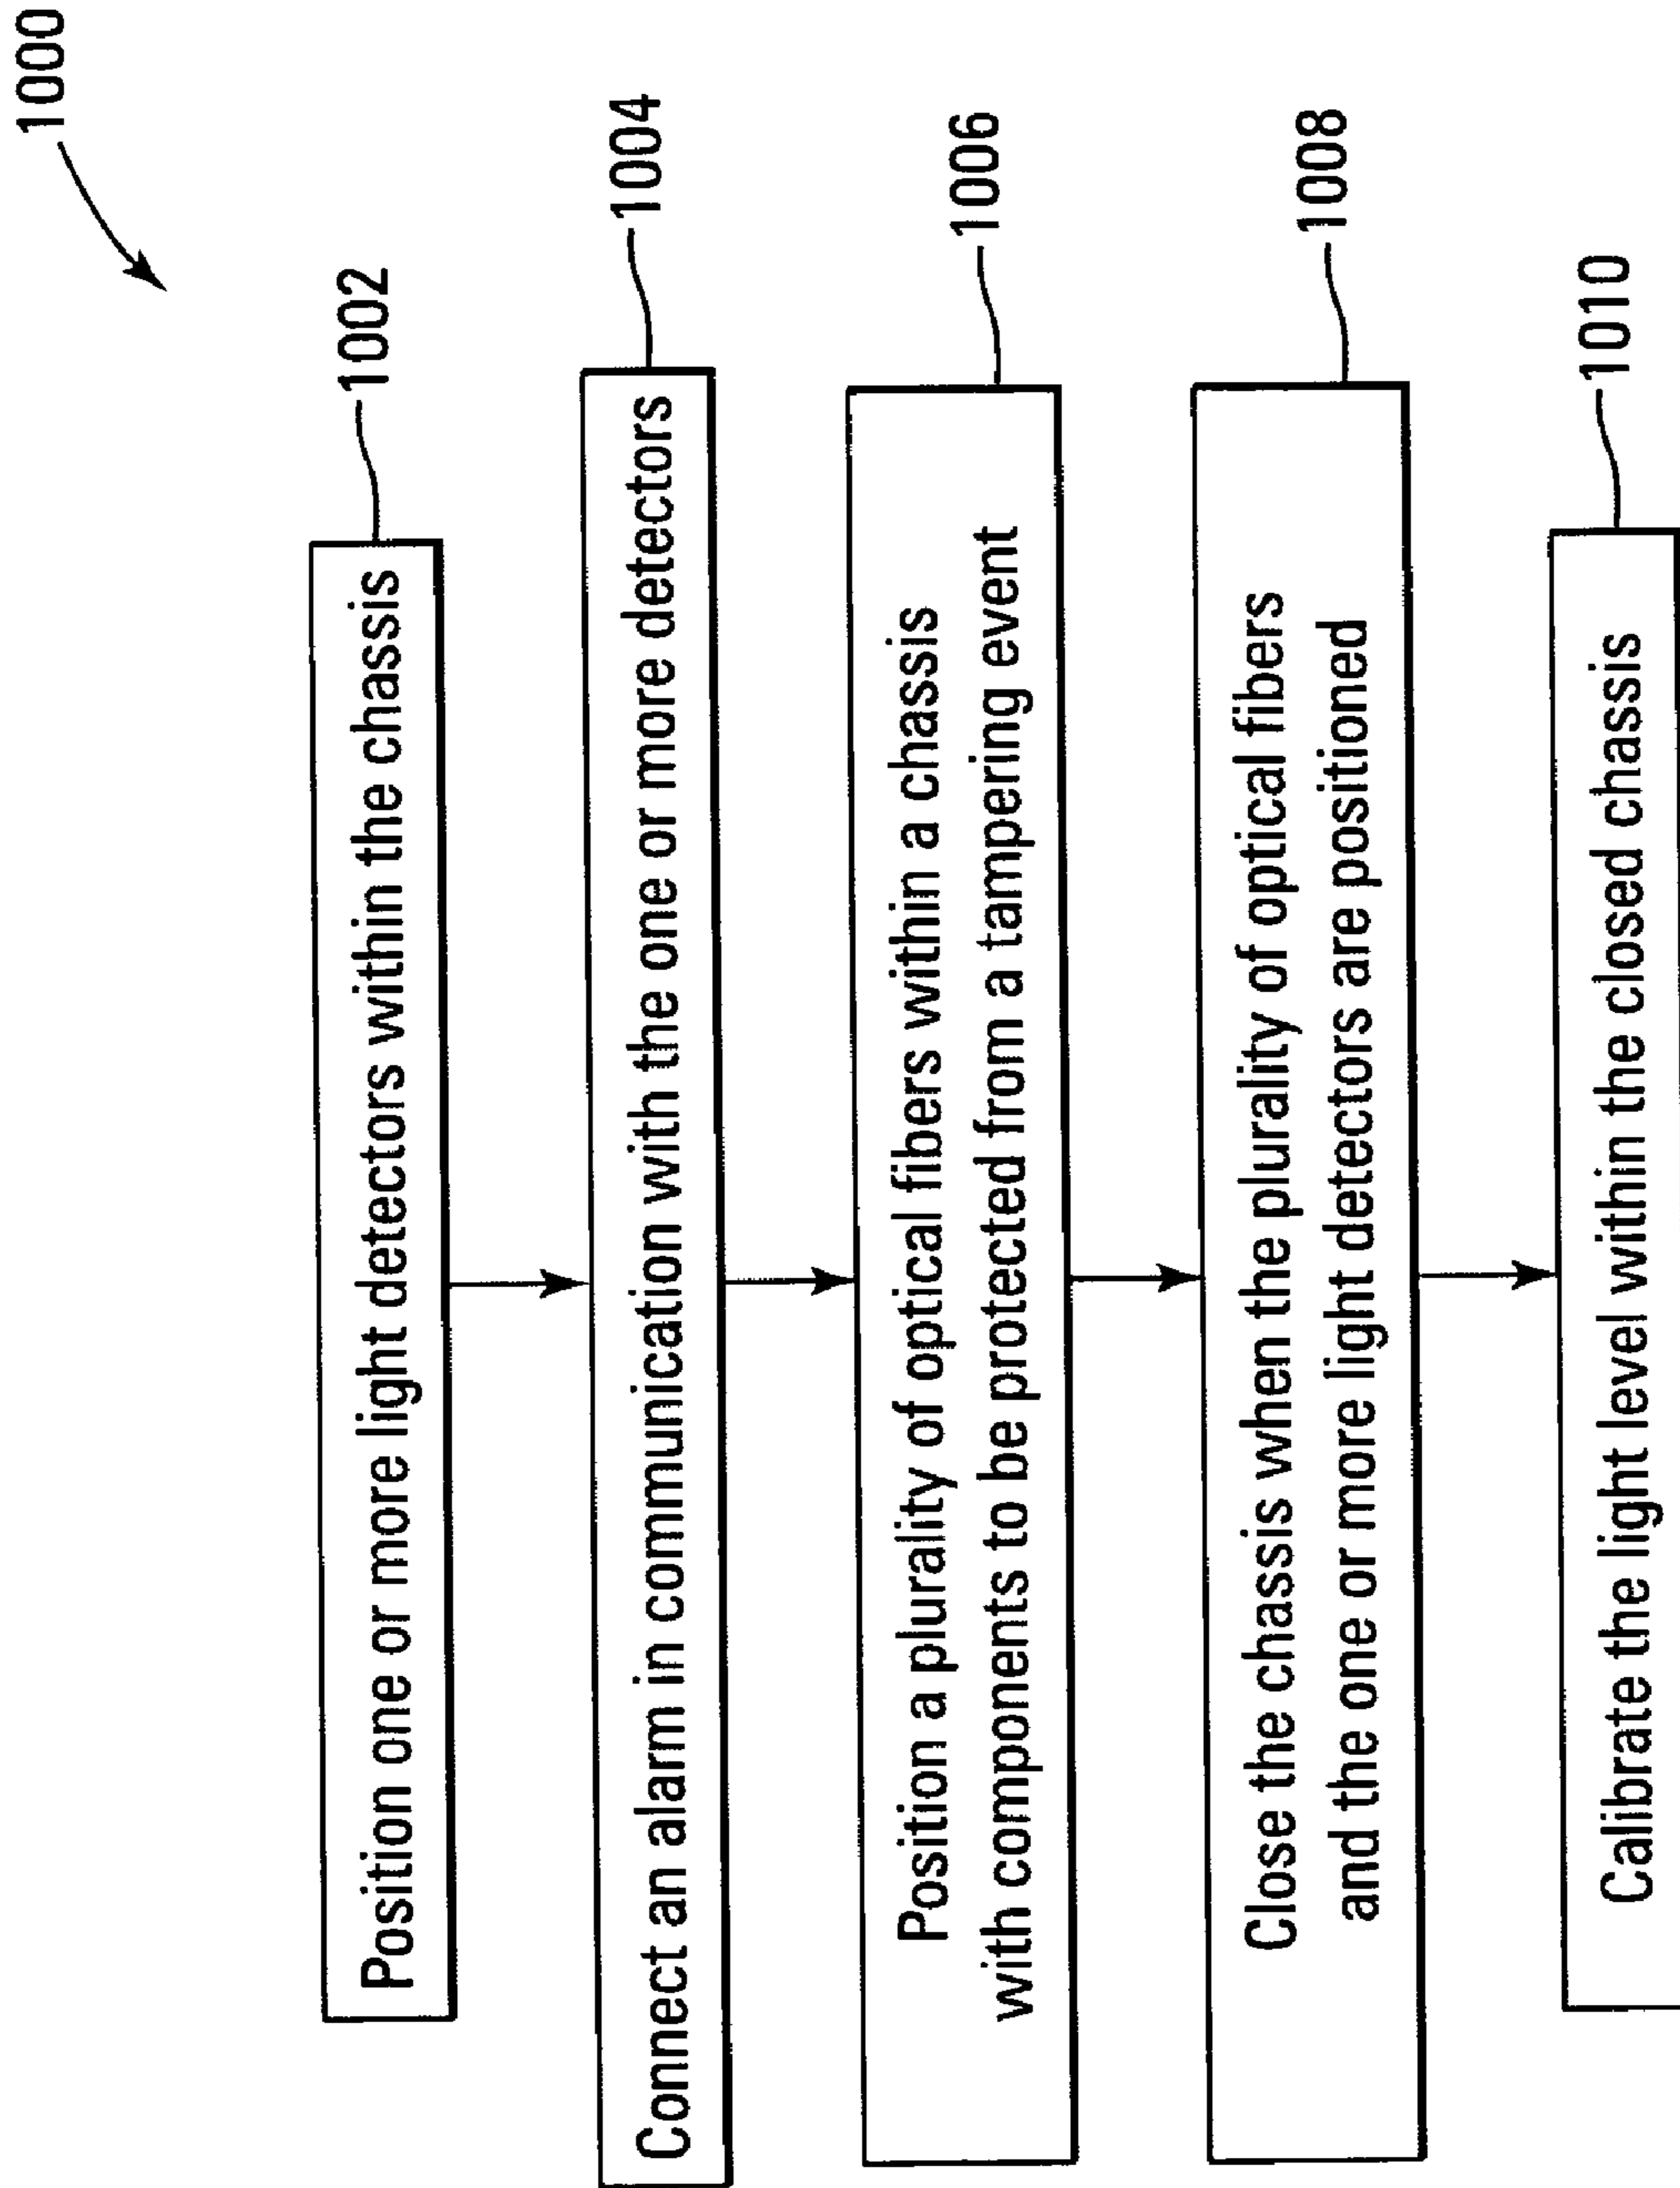 1000
Position one or more light detectors within the chassis
1002
Connect an alarm in communication with the one or more detectors
1004
Position a plurality of optical fibers within a chassis
with components to be protected from a tampering event
1006
Close the chassis when the plurality of optical fibers
and the one or more light detectors are positioned
1008
Calibrate the light level within the closed chassis
1010